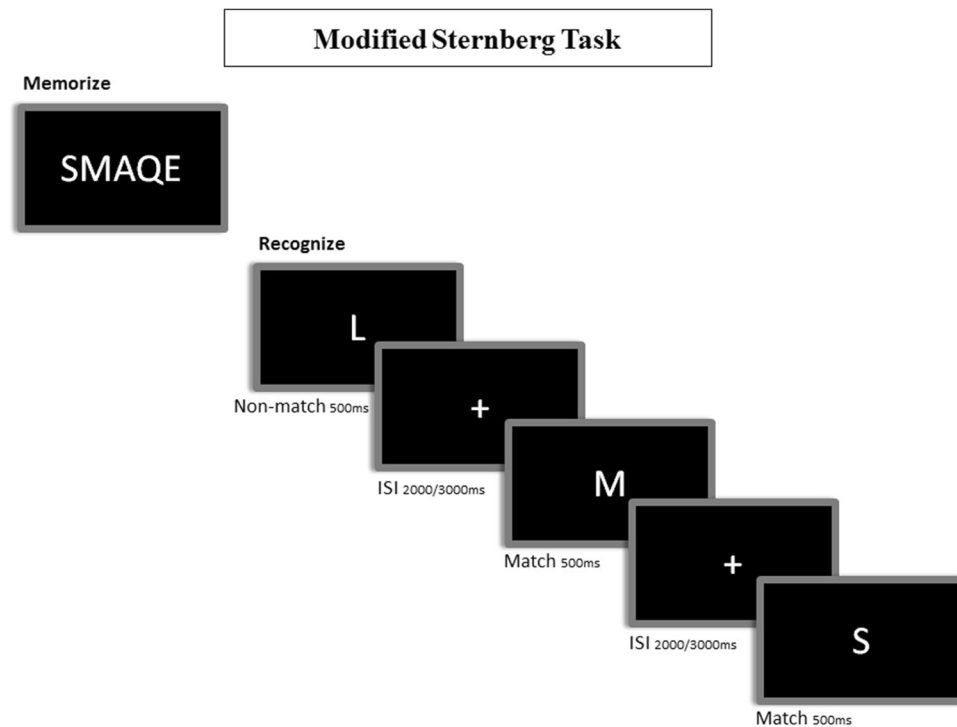 Modified Sternberg Task
Memorize
SMAQE
Recognize
L
Non-match 500ms
+
ISI 2000/3000ms
M
Match 500ms
+
ISI 2000/3000ms
S
Match 500ms